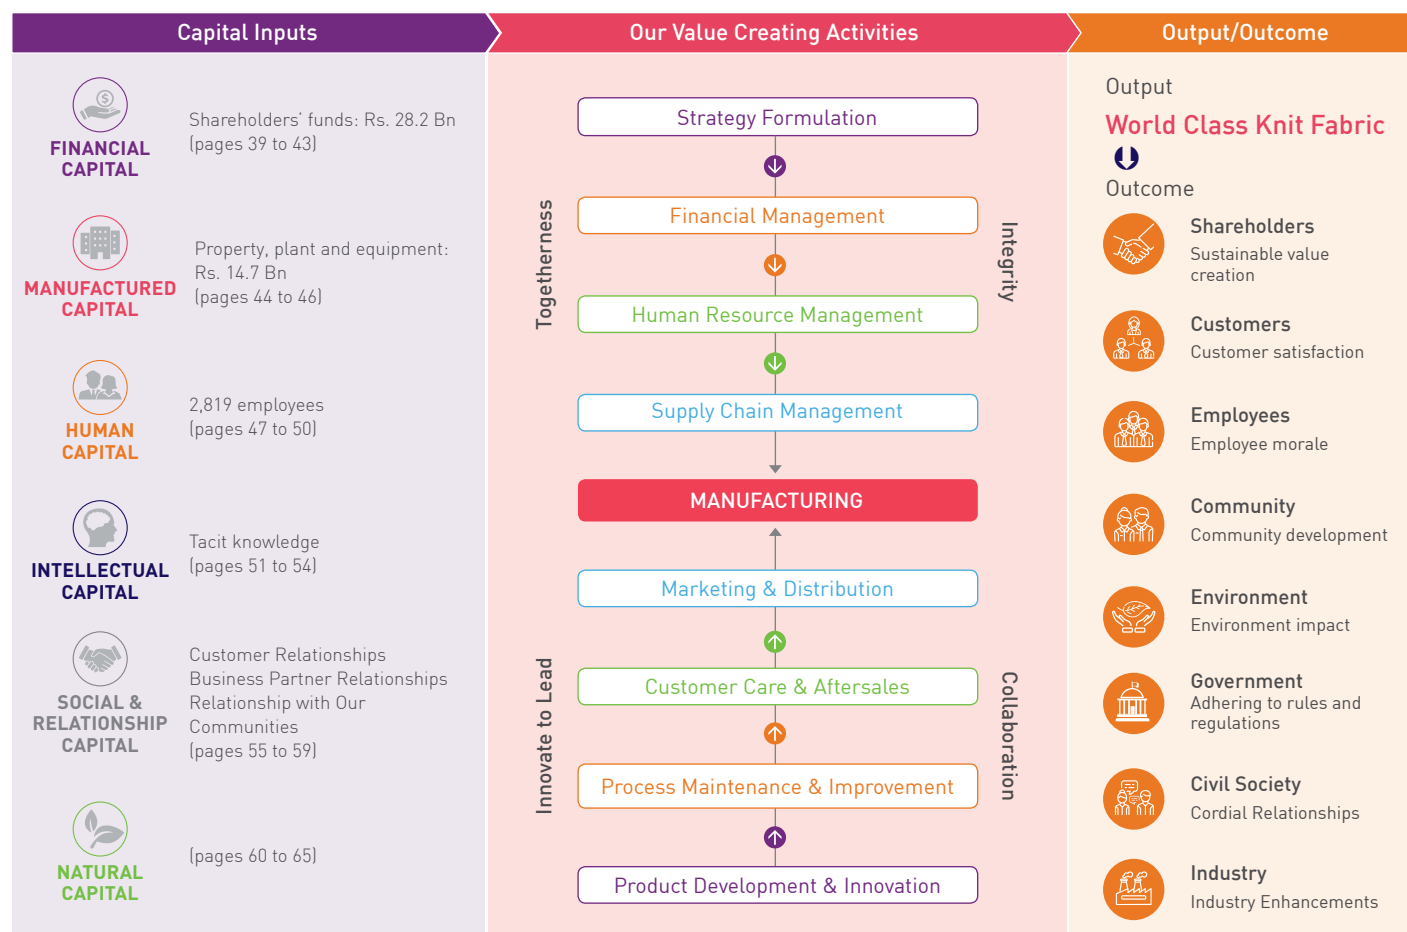 Capital Inputs
FINANCIAL
CAPITAL
Shareholders' funds: Rs. 28.2 Bn
(pages 39 to 43)
MANUFACTURED
CAPITAL
Property, plant and equipment:
Rs. 14.7 Bn
(pages 44 to 46)
HUMAN
CAPITAL
2,819 employees
(pages 47 to 50)
INTELLECTUAL
CAPITAL
Tacit knowledge
(pages 51 to 54)
SOCIAL &
RELATIONSHIP
CAPITAL
Customer Relationships
Business Partner Relationships
Relationship with Our
Communities
(pages 55 to 59)
NATURAL
CAPITAL
(pages 60 to 65)
Our Value Creating Activities
Togetherness
Integrity
Innovate to Lead
Collaboration
Strategy Formulation
Financial Management
Human Resource Management
Supply Chain Management
MANUFACTURING
Marketing & Distribution
Customer Care & Aftersales
Process Maintenance & Improvement
Product Development & Innovation
Output/Outcome
Output
World Class Knit Fabric
Outcome
Shareholders
Sustainable value
creation
Customers
Customer satisfaction
Employees
Employee morale
Community
Community development
Environment
Environment impact
Government
Adhering to rules and
regulations
Civil Society
Cordial Relationships
Industry
Industry Enhancements